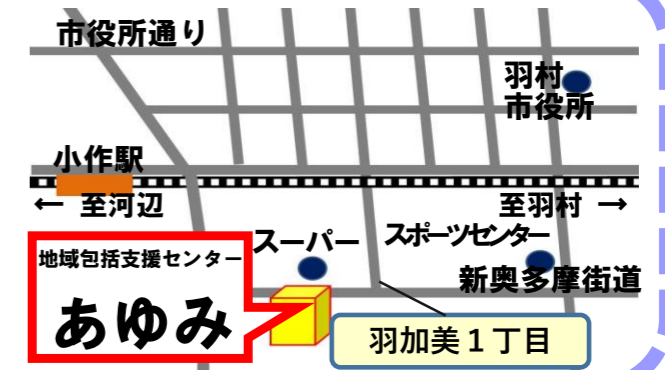 市役所通り
羽村
市役所
小作駅
← 至河辺
至羽村 →
スーパー
スポーツセンター
地域包括支援センター
あゆみ
新奥多摩街道
羽加美１丁目